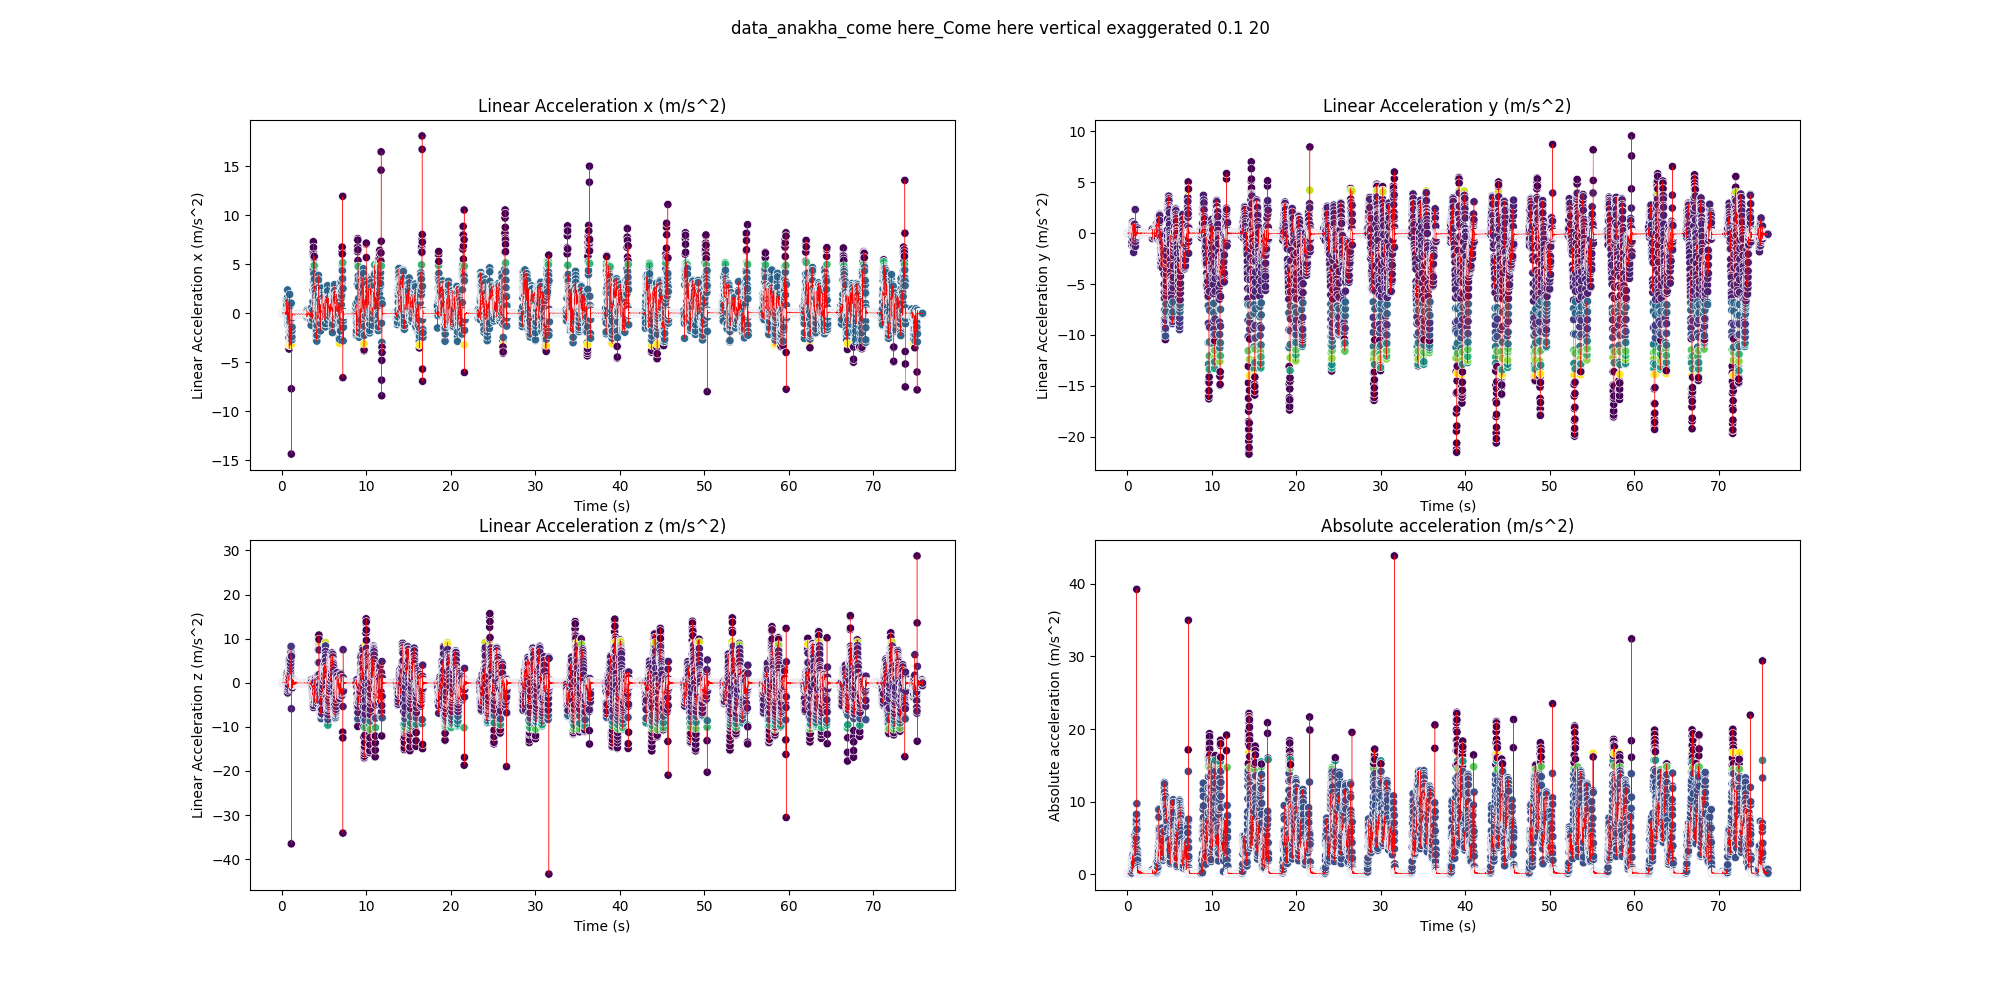 data_anakha_come here_Come here vertical exaggerated 0.1 20
Linear Acceleration x (m/s^2)
Linear Acceleration x (m/s^2)
15
10
5
0
−5
−10
−15
0 10 20 30 40 50 60 70
Time (s)
Linear Acceleration y (m/s^2)
Linear Acceleration y (m/s^2)
10
5
0
−5
−10
−15
−20
0 10 20 30 40 50 60 70
Time (s)
Linear Acceleration z (m/s^2)
Linear Acceleration z (m/s^2)
30
20
10
0
−10
−20
−30
−40
0 10 20 30 40 50 60 70
Time (s)
Absolute acceleration (m/s^2)
Absolute acceleration (m/s^2)
40
30
20
10
0
0 10 20 30 40 50 60 70
Time (s)